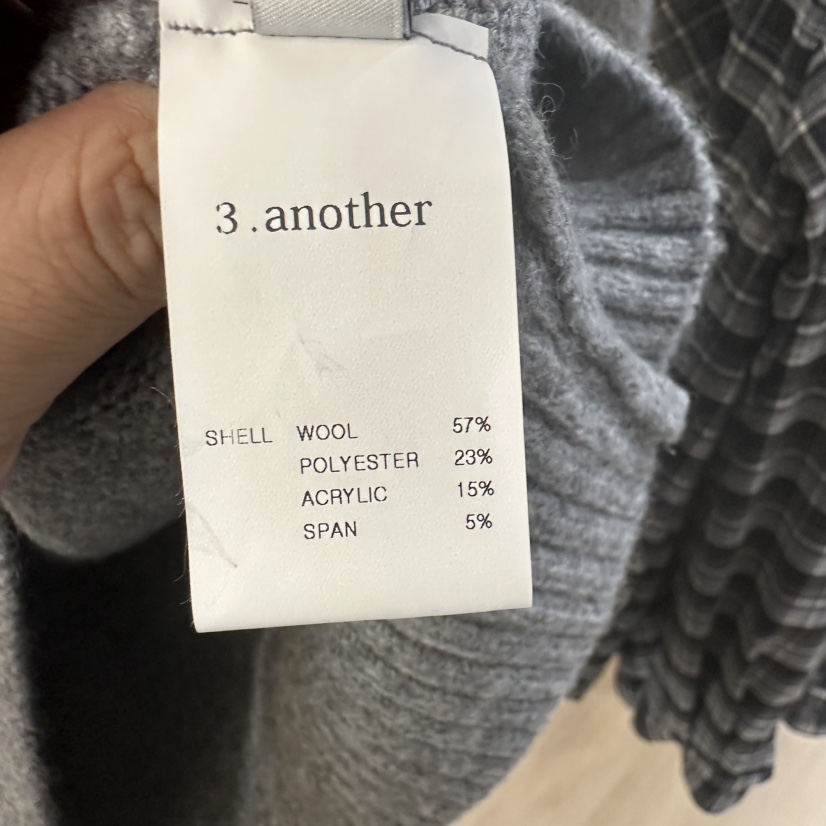 3.another
SHELL WOOL 57%
POLYESTER 23%
ACRYLIC 15%
SPAN 5%